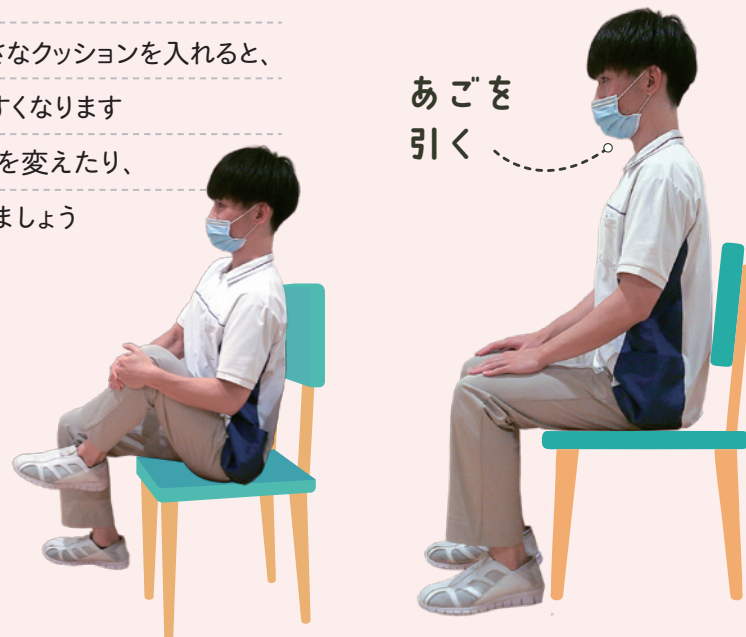 さなクッションを入れると、
すくなります
を変えたり、
ましょう
あごを
引く